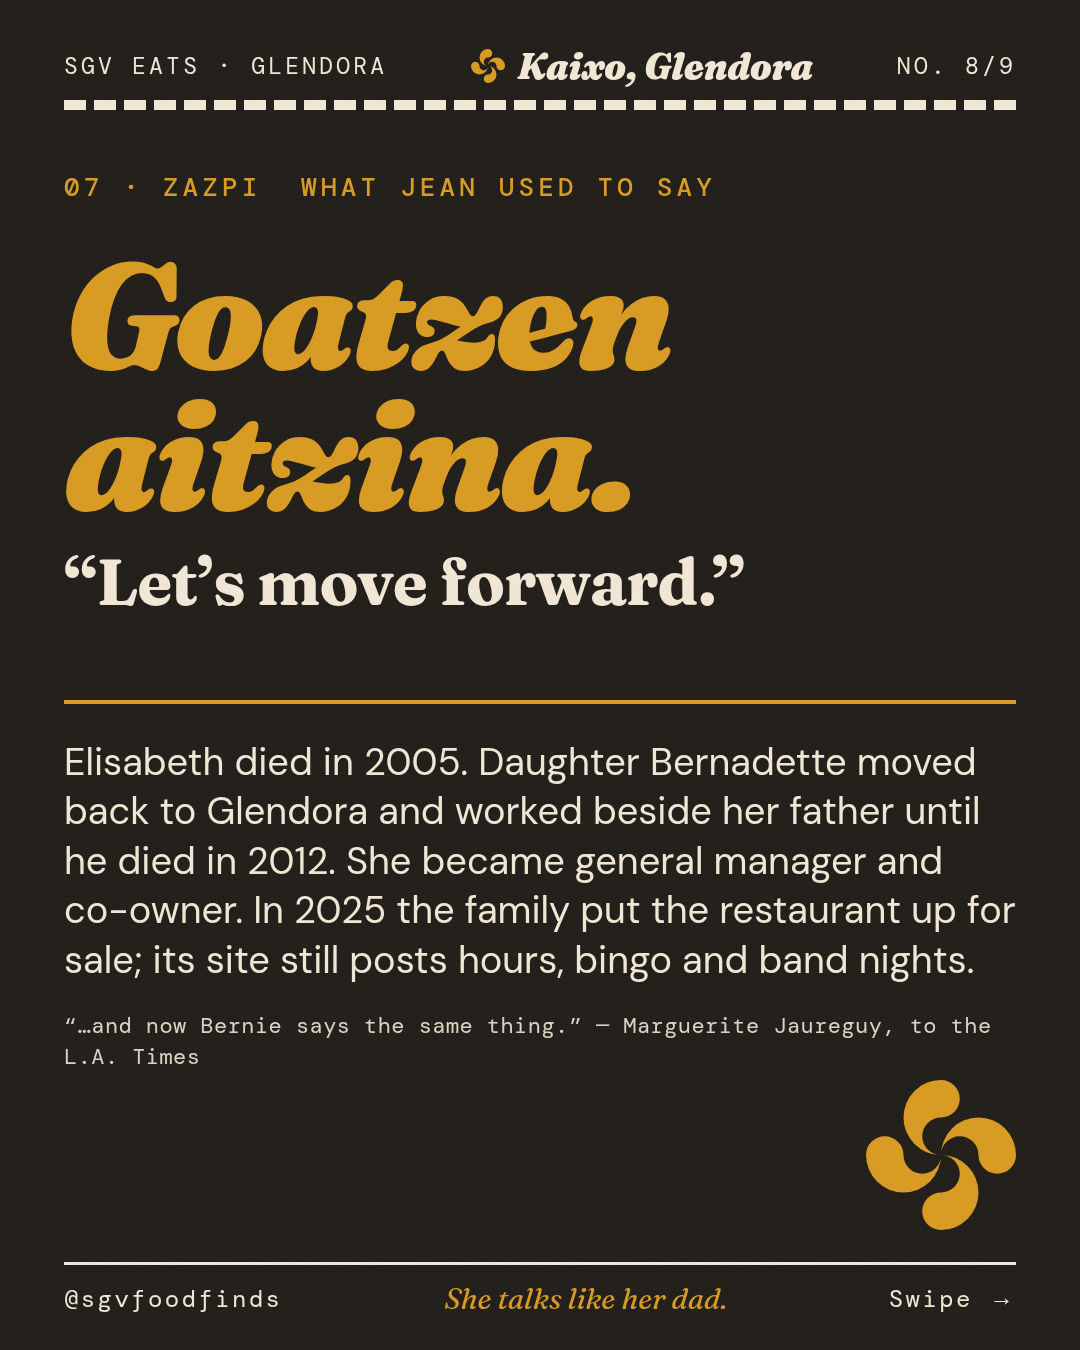 SGV EATS · GLENDORA
Kaixo, Glendora
NO. 8/9
07 · ZAZPI WHAT JEAN USED TO SAY
Goatzen
aitzina.
“Let’s move forward.”
Elisabeth died in 2005. Daughter Bernadette moved
back to Glendora and worked beside her father until
he died in 2012. She became general manager and
co-owner. In 2025 the family put the restaurant up for
sale; its site still posts hours, bingo and band nights.
“…and now Bernie says the same thing.” — Marguerite Jaureguy, to the
L.A. Times
@sgvfoodfinds
She talks like her dad.
Swipe →